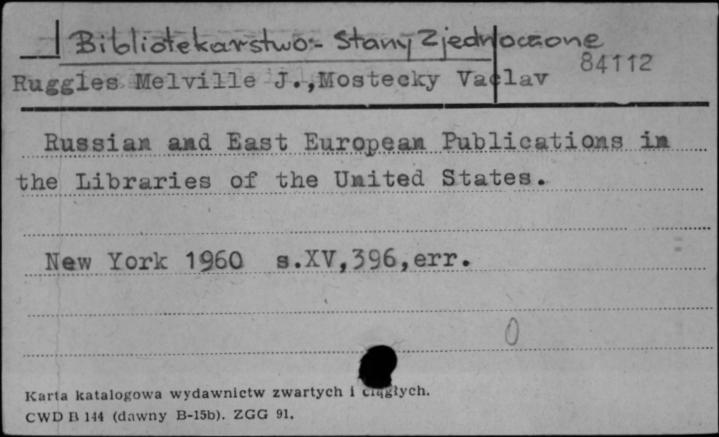 Bibliotekarstwo - Stany Zjednoczone
84112
Ruggles Melville J., Mostecky Vaclav
Russian and East European Publications in
the Libraries of the United States.
New York 1960 s.XV,396,err.
0
Karta katalogowa wydawnictw zwartych i ciągłych.
CWD B 144 (dawny B-15b). ZGG 91.